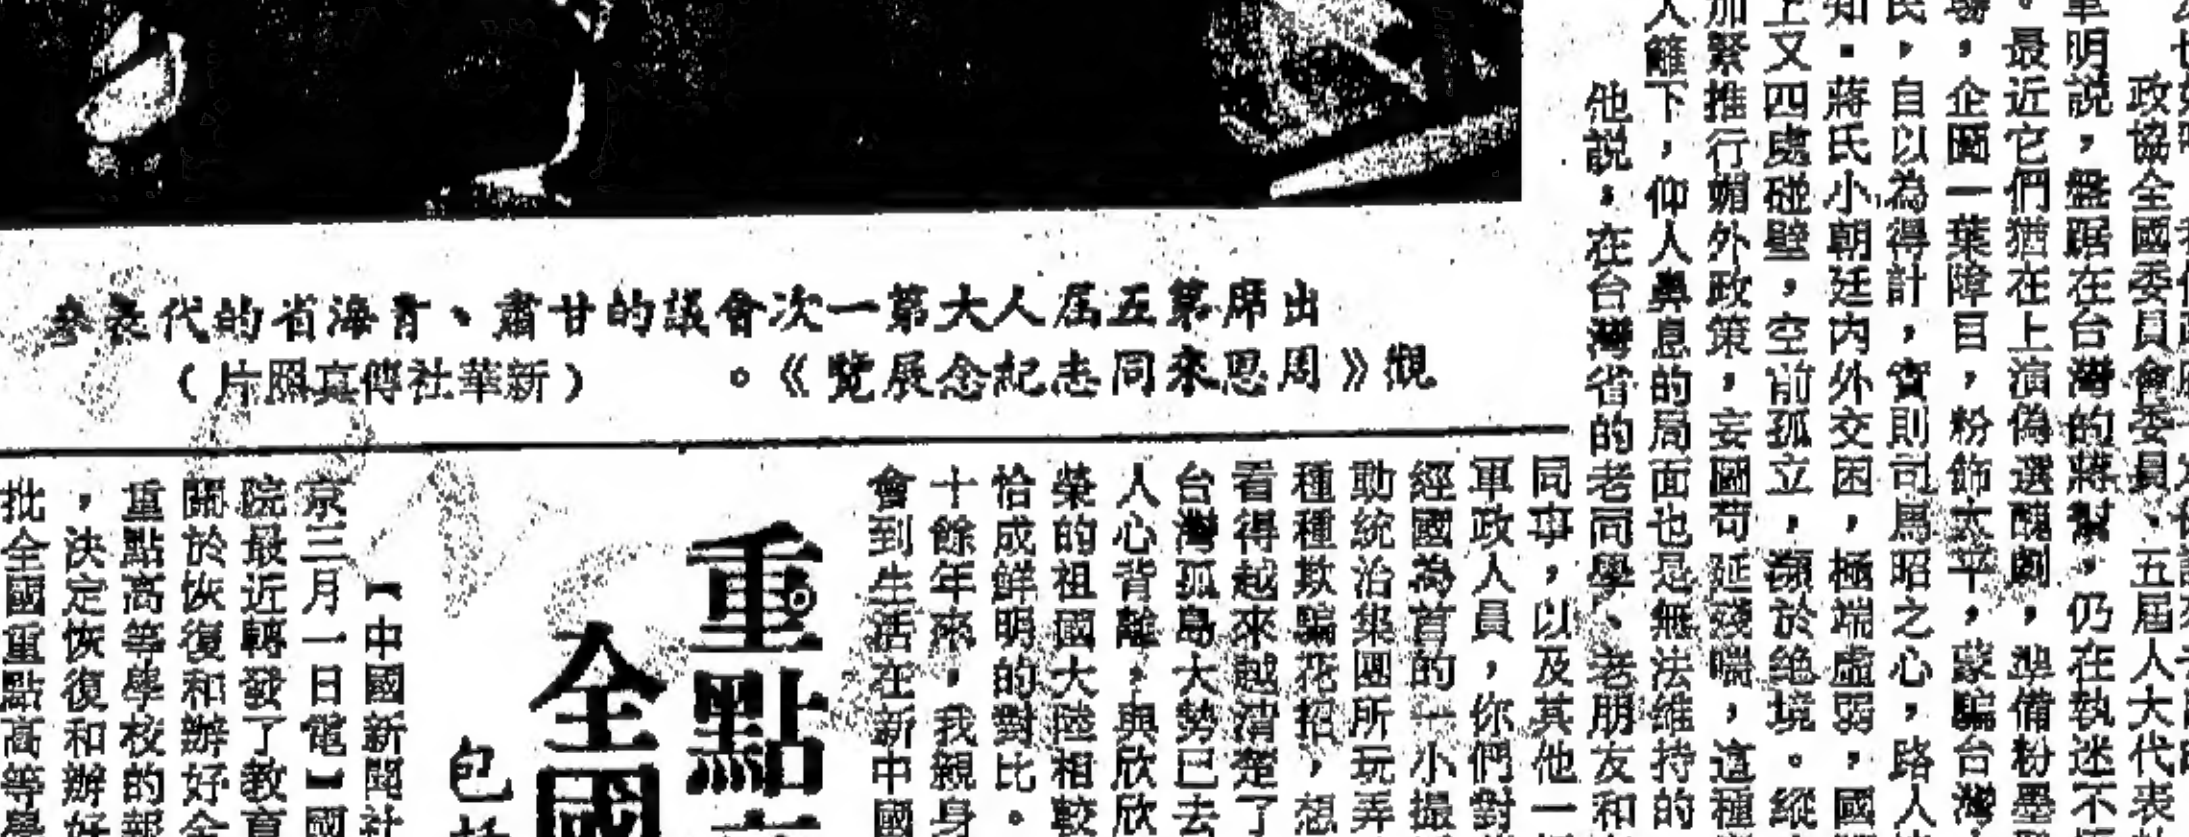 政協全國委員會委員、五屆人大代表
明説,盤踞在台灣的蔣幫,仍在執迷不
。最近它們猶在上演偽選醜劇,準備粉墨
場,企圖一葉障目,粉飾太平,蒙騙台灣
民,自以為得計,實則司馬昭之心,路人
知。蔣氏小朝廷内外交困,極端虛弱,國
上又四處碰壁,空前孤立,瀕於绝境。縱
加緊推行媚外政策,妄圖苟延殘喘,這種
人籬下,仰人鼻息的局面也是無法维持的
他説,在台灣省的老同學、老朋友和
出席第五屆人大第一次會議的甘肅、青海省的代表參
觀《周恩來同志紀念展覽》。(新華社傳真照片)
同事,以及其他一
軍政人員,你們對
經國為首的一小撮
動統治集團所玩弄
種種欺騙花招,想
看得越來越清楚了
台灣孤島大勢已去
人心背離,與欣欣
榮的祖國大陸相較
恰成鮮明的對比。
十餘年來,我親身
會到生活在新中國
重點
全國
包括
【中國新聞社
京三月一日電】國
院最近轉發了教育
關於恢復和辦好全
重點高等學校的報
,決定恢復和辦好
批全國重點高等學